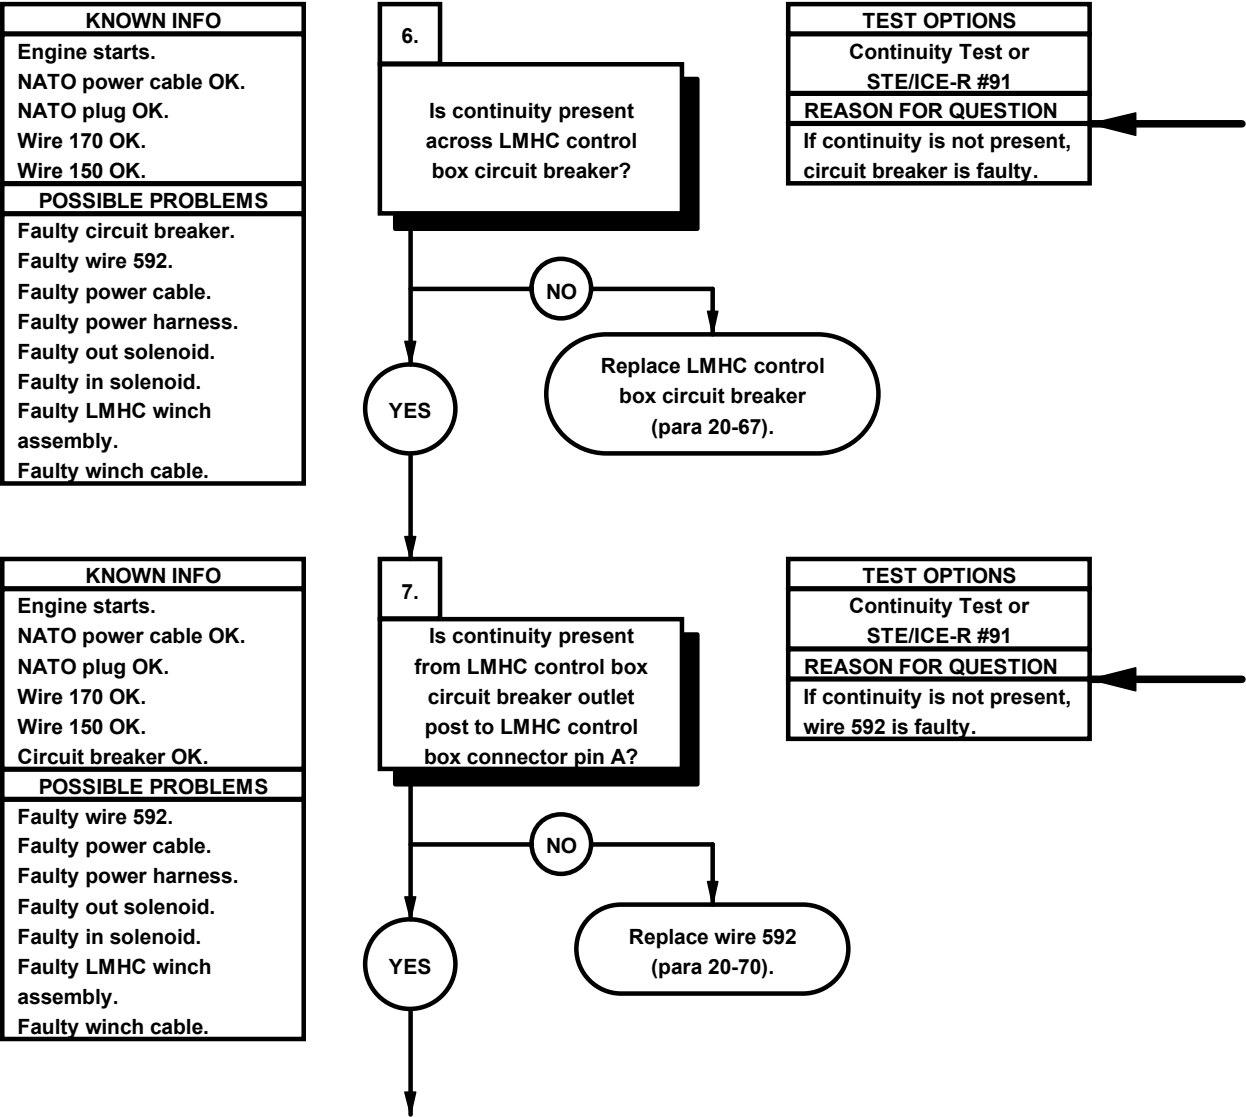 KNOWN INFO
Engine starts.
NATO power cable OK.
NATO plug OK.
Wire 170 OK.
Wire 150 OK.
POSSIBLE PROBLEMS
Faulty circuit breaker.
Faulty wire 592.
Faulty power cable.
Faulty power harness.
Faulty out solenoid.
Faulty in solenoid.
Faulty LMHC winch
assembly.
Faulty winch cable.
6.
Is continuity present
across LMHC control
box circuit breaker?
NO
Replace LMHC control
box circuit breaker
(para 20-67).
YES
TEST OPTIONS
Continuity Test or
STE/ICE-R #91
REASON FOR QUESTION
If continuity is not present,
circuit breaker is faulty.
KNOWN INFO
Engine starts.
NATO power cable OK.
NATO plug OK.
Wire 170 OK.
Wire 150 OK.
Circuit breaker OK.
POSSIBLE PROBLEMS
Faulty wire 592.
Faulty power cable.
Faulty power harness.
Faulty out solenoid.
Faulty in solenoid.
Faulty LMHC winch
assembly.
Faulty winch cable.
7.
Is continuity present
from LMHC control box
circuit breaker outlet
post to LMHC control
box connector pin A?
NO
Replace wire 592
(para 20-70).
YES
TEST OPTIONS
Continuity Test or
STE/ICE-R #91
REASON FOR QUESTION
If continuity is not present,
wire 592 is faulty.